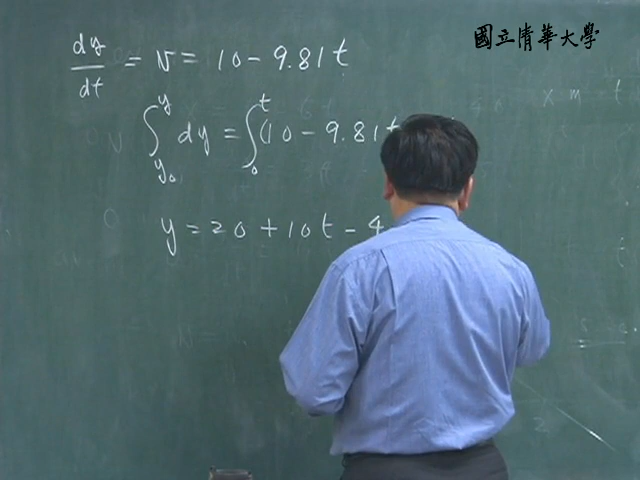 國立清華大學
dy/dt = v = 10 - 9.81t
∫_{y₀}^{y} dy = ∫_{0}^{t} (10 - 9.81t
y = 20 + 10t - 4
x m t